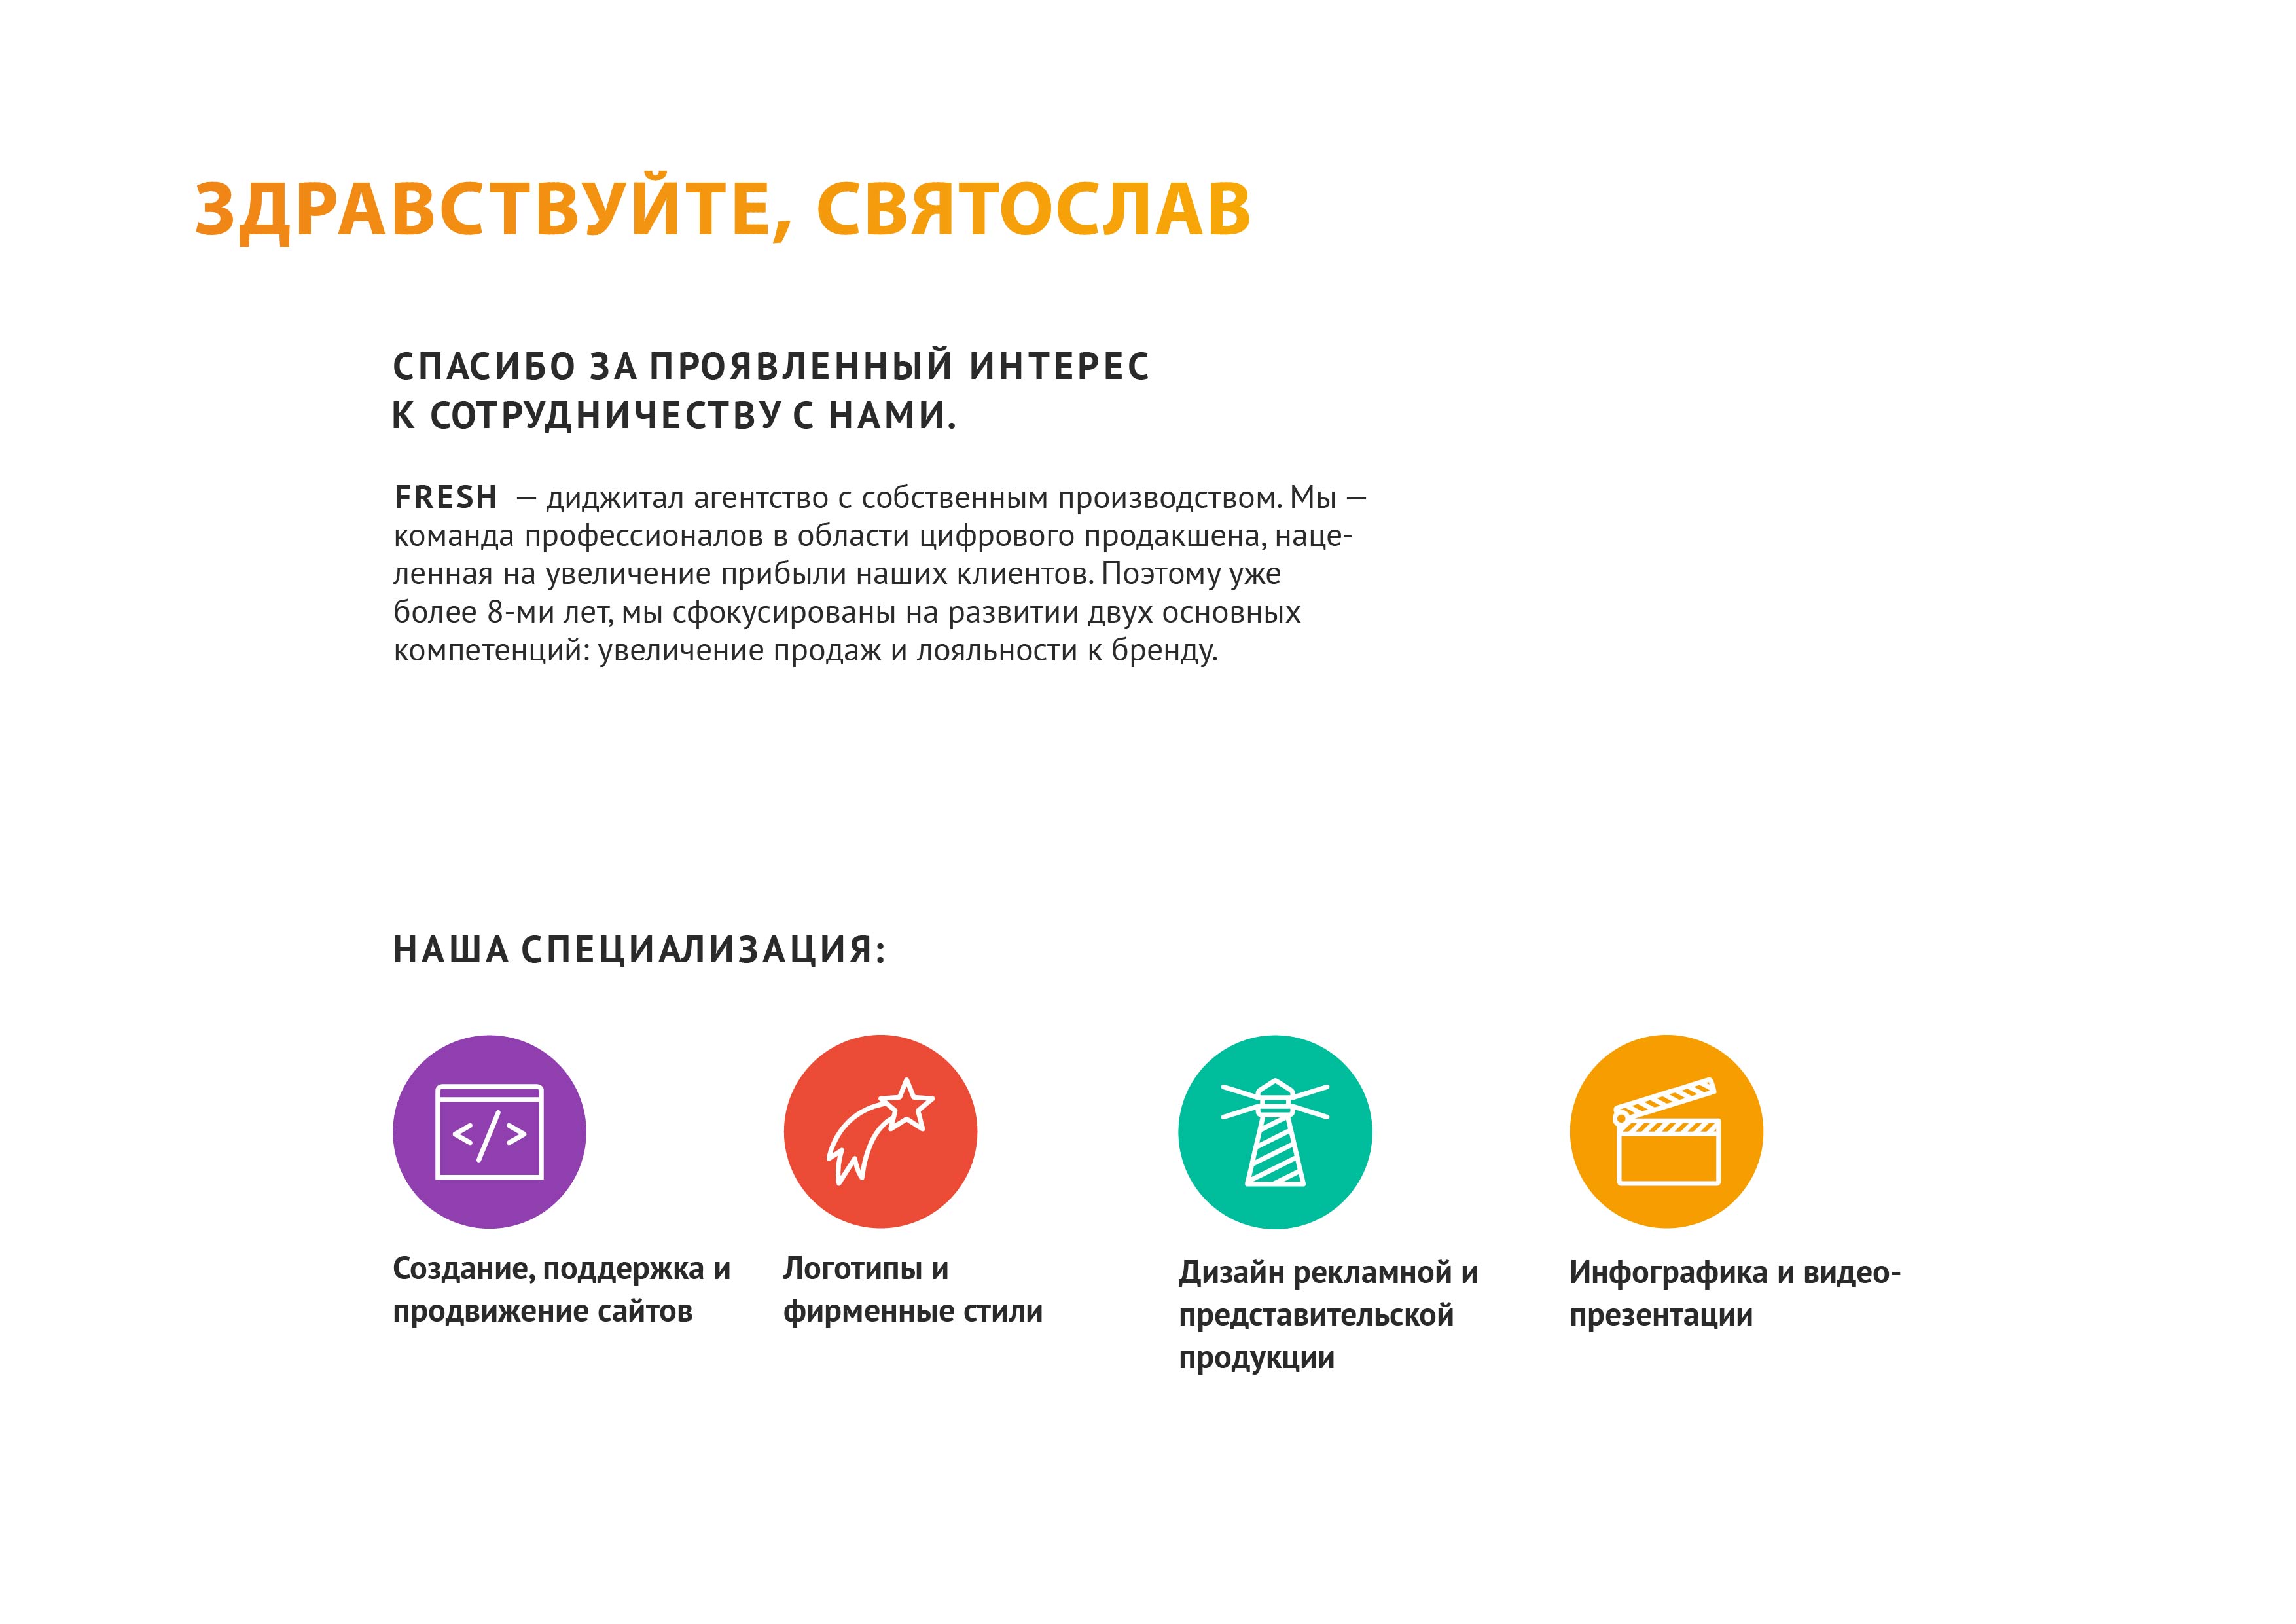 ЗДРАВСТВУЙТЕ, СВЯТОСЛАВ
СПАСИБО ЗА ПРОЯВЛЕННЫЙ ИНТЕРЕС
К СОТРУДНИЧЕСТВУ С НАМИ.
FRESH — диджитал агентство с собственным производством. Мы —
команда профессионалов в области цифрового продакшена, наце-
ленная на увеличение прибыли наших клиентов. Поэтому уже
более 8-ми лет, мы сфокусированы на развитии двух основных
компетенций: увеличение продаж и лояльности к бренду.
НАША СПЕЦИАЛИЗАЦИЯ:
</>
Создание, поддержка и
продвижение сайтов
Логотипы и
фирменные стили
Дизайн рекламной и
представительской
продукции
Инфографика и видео-
презентации